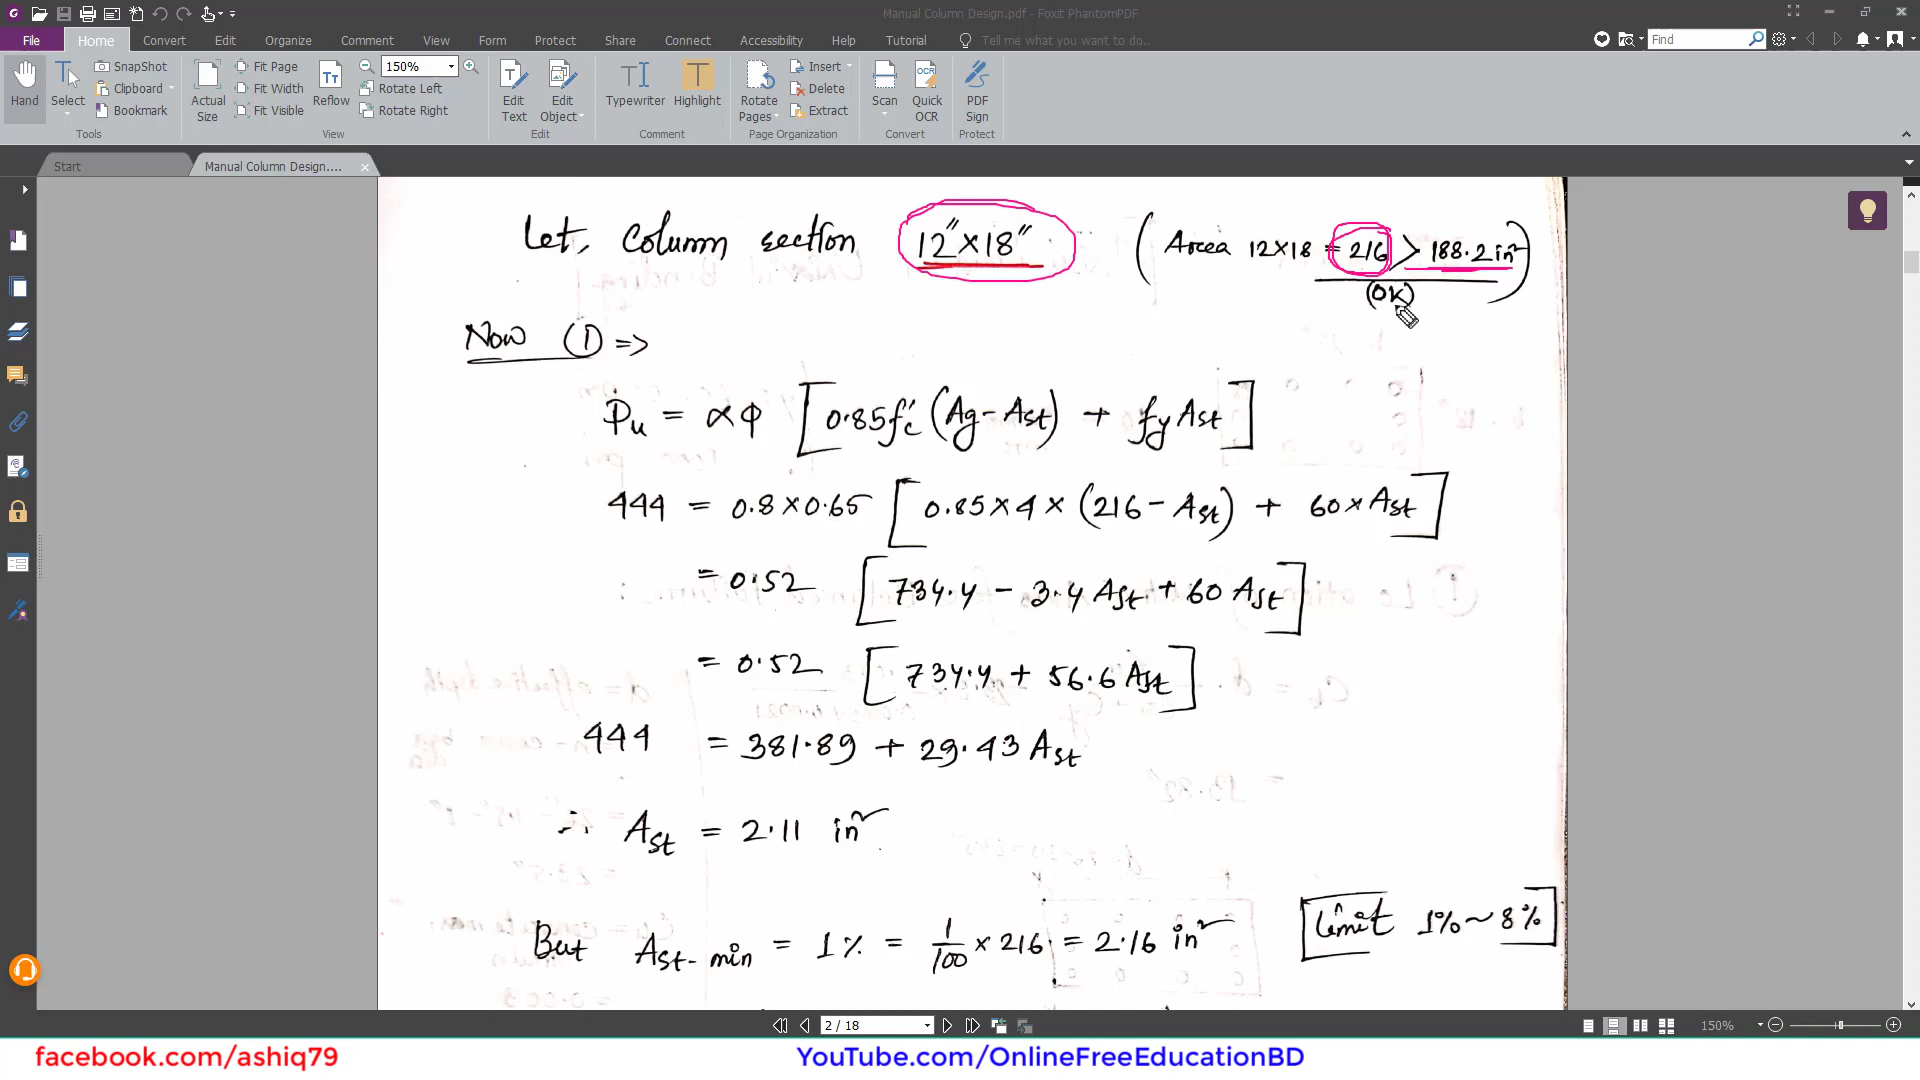 Manual Column Design.pdf - Foxit PhantomPDF
File Home Convert Edit Organize Comment View Form Protect Share Connect Accessibility Help Tutorial Tell me what you want to do.. Find
Hand
Select
SnapShot
Clipboard
Bookmark
Tools
Actual Size
Fit Page
Fit Width
Fit Visible
Reflow
150%
Rotate Left
Rotate Right
View
Edit Text
Edit Object
Edit
Typewriter
Highlight
Comment
Rotate Pages
Insert
Delete
Extract
Page Organization
Scan
Quick OCR
Convert
PDF Sign
Protect
Start
Manual Column Design....
Let, Column section 12"×18" (Area 12×18 = 216 > 188.2 in²)
(OK)
Now (1) =>
Pu = αφ [0.85f'c (Ag - Ast) + fy Ast]
444 = 0.8×0.65 [0.85×4×(216 - Ast) + 60×Ast]
= 0.52 [734.4 - 3.4 Ast + 60 Ast]
= 0.52 [734.4 + 56.6 Ast]
444 = 381.89 + 29.43 Ast
∴ Ast = 2.11 in²
But Ast-min = 1% = 1/100 × 216 = 2.16 in² Limit 1% ~ 8%
2 / 18
150%
facebook.com/ashiq79 YouTube.com/OnlineFreeEducationBD